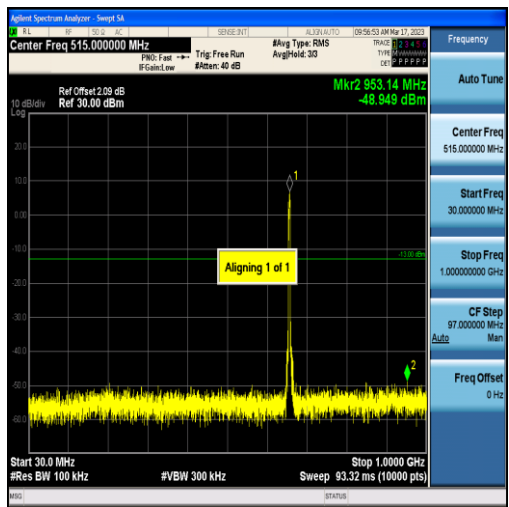 Agilent Spectrum Analyzer - Swept SA
RL RF 50 Ω AC SENSE:INT ALIGN AUTO 09:56:53 AM Mar 17, 2023
Center Freq 515.000000 MHz
PNO: Fast
IFGain:Low
Trig: Free Run
#Atten: 40 dB
#Avg Type: RMS
Avg|Hold: 3/3
TRACE 1 2 3 4 5 6
TYPE
DET P P P P P P
Ref Offset 2.09 dB
Ref 30.00 dBm
10 dB/div
Log
Mkr2 953.14 MHz
-48.949 dBm
20.0
10.0
0.00
-10.0
-20.0
-30.0
-40.0
-50.0
-60.0
1
-13.00 dBm
Aligning 1 of 1
2
Start 30.0 MHz
Stop 1.0000 GHz
#Res BW 100 kHz
#VBW 300 kHz
Sweep 93.32 ms (10000 pts)
MSG
STATUS
Frequency
Auto Tune
Center Freq
515.000000 MHz
Start Freq
30.000000 MHz
Stop Freq
1.000000000 GHz
CF Step
97.000000 MHz
Auto Man
Freq Offset
0 Hz